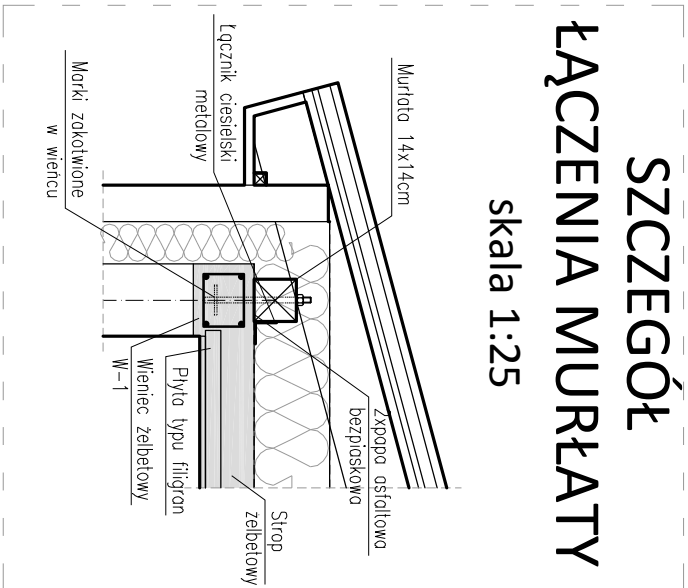 SZCZEGÓŁ
ŁĄCZENIA MURŁATY
skala 1:25
Murłata 14x14cm
Łącznik ciesielski
metalowy
Marki zakotwione
w wieńcu
2xpapa asfaltowa
bezpiaskowa
Strop
żelbetowy
Płyta typu filigran
Wieniec żelbetowy
W-1